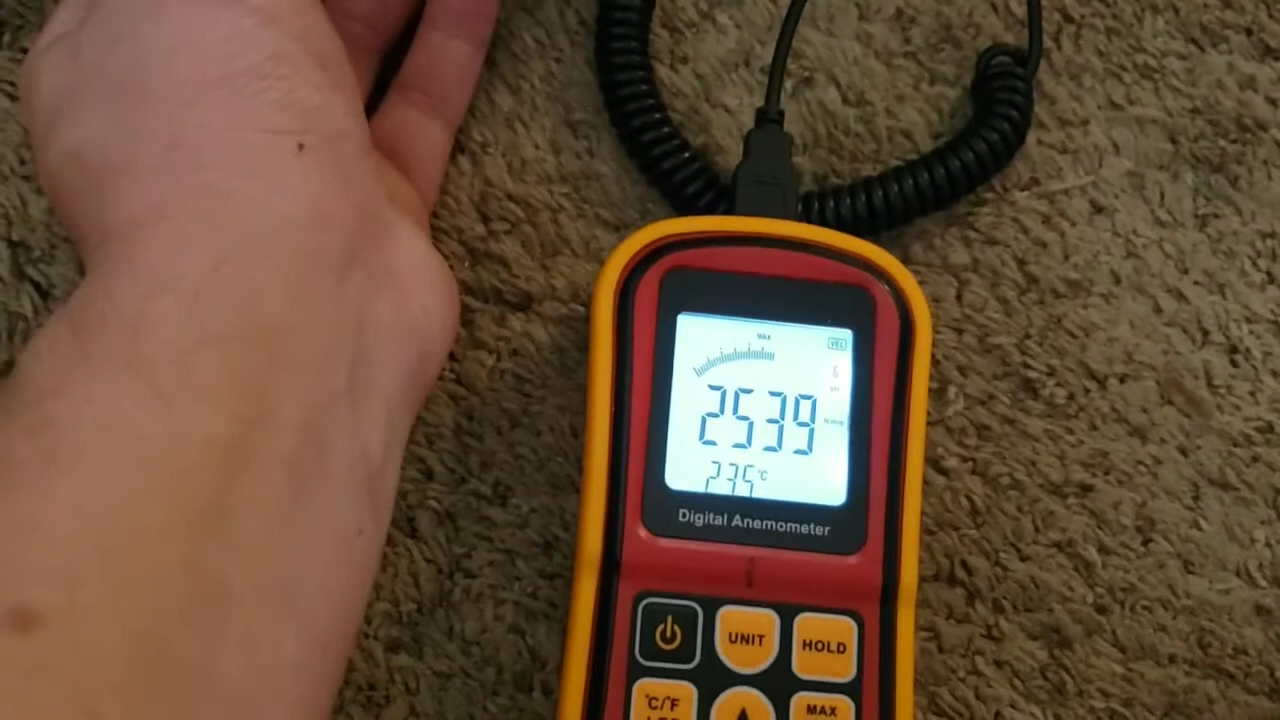 MAX
VEL
2539
23.5 °C
Digital Anemometer
UNIT
HOLD
°C/°F
MAX